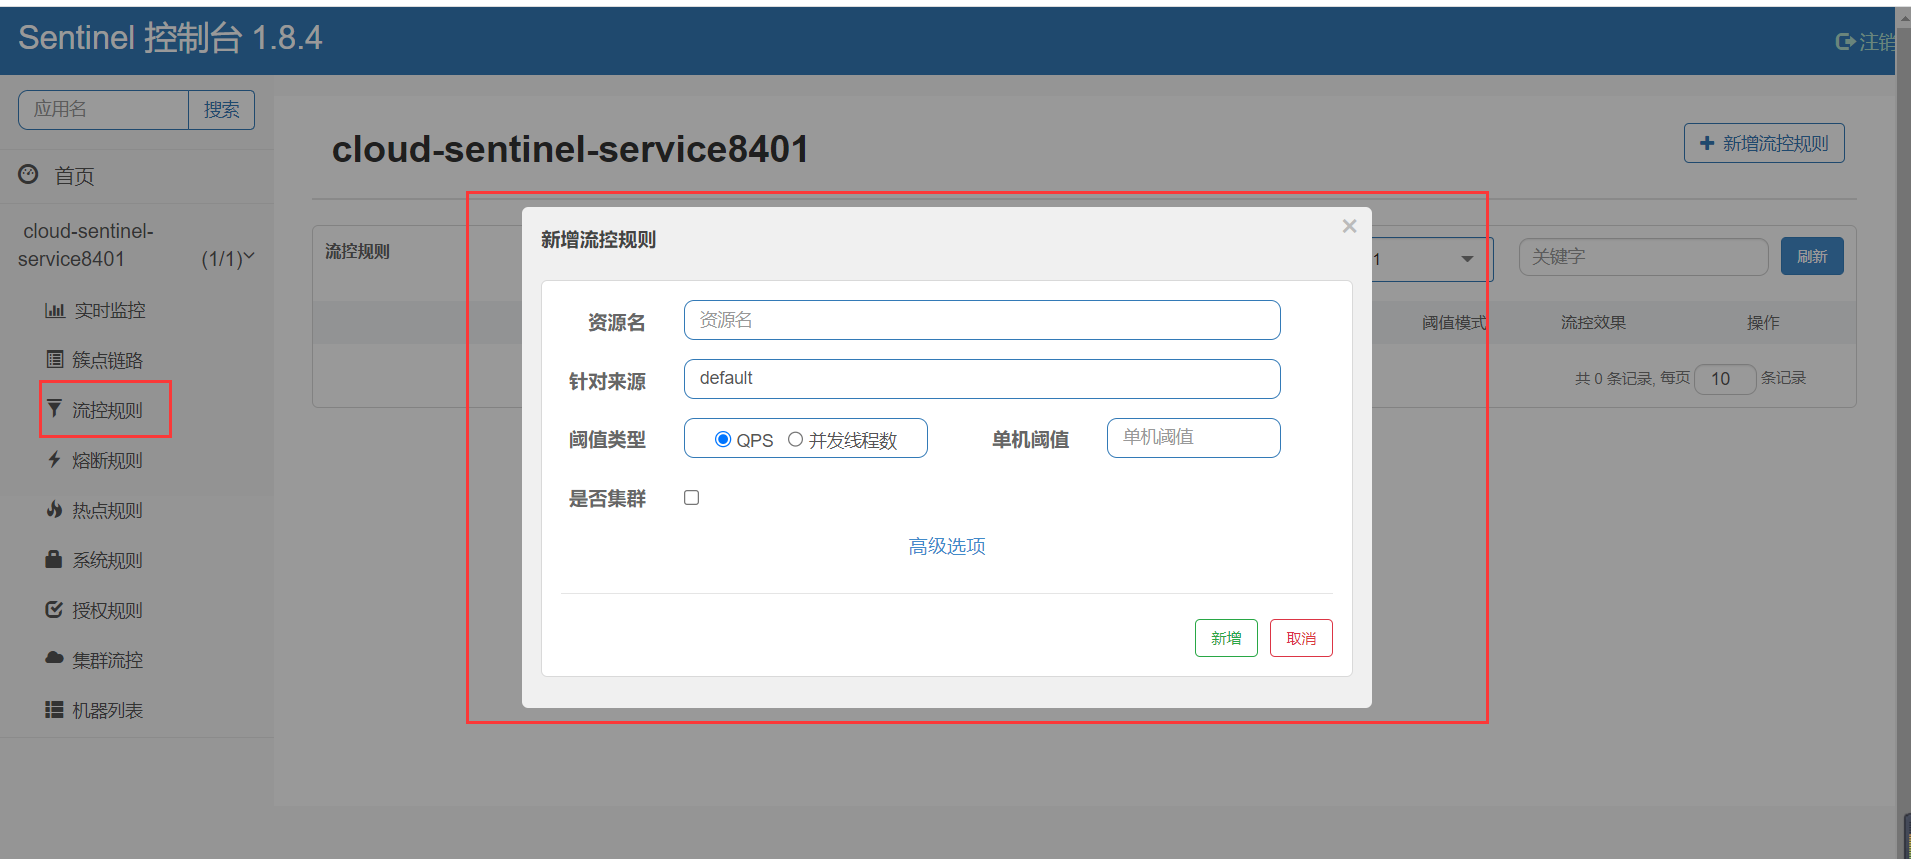 Sentinel 控制台 1.8.4
注销
应用名
搜索
首页
cloud-sentinel-
service8401
(1/1)
实时监控
簇点链路
流控规则
熔断规则
热点规则
系统规则
授权规则
集群流控
机器列表
cloud-sentinel-service8401
新增流控规则
流控规则
1
关键字
刷新
阈值模式
流控效果
操作
共 0 条记录, 每页
10
条记录
新增流控规则
×
资源名
资源名
针对来源
default
阈值类型
QPS
并发线程数
单机阈值
单机阈值
是否集群
高级选项
新增
取消